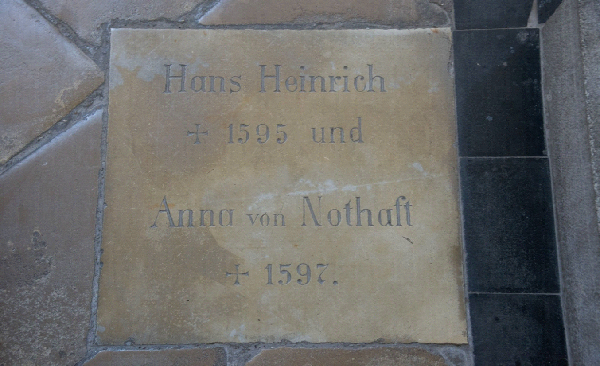 Hans Heinrich
+ 1595 und
Anna von Nothaft
+ 1597.